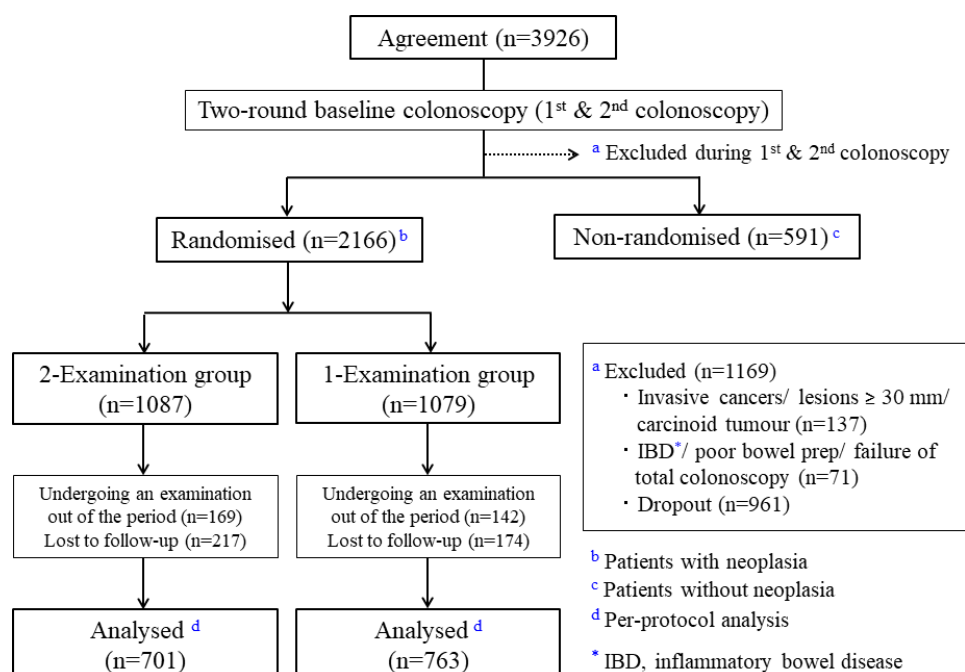 Agreement (n=3926)
Two-round baseline colonoscopy (1st & 2nd colonoscopy)
a Excluded during 1st & 2nd colonoscopy
Randomised (n=2166) b
Non-randomised (n=591) c
2-Examination group
(n=1087)
1-Examination group
(n=1079)
Undergoing an examination
out of the period (n=169)
Lost to follow-up (n=217)
Undergoing an examination
out of the period (n=142)
Lost to follow-up (n=174)
Analysed d
(n=701)
Analysed d
(n=763)
a Excluded (n=1169)
・Invasive cancers/ lesions ≥ 30 mm/
carcinoid tumour (n=137)
・IBD*/ poor bowel prep/ failure of
total colonoscopy (n=71)
・Dropout (n=961)
b Patients with neoplasia
c Patients without neoplasia
d Per-protocol analysis
* IBD, inflammatory bowel disease